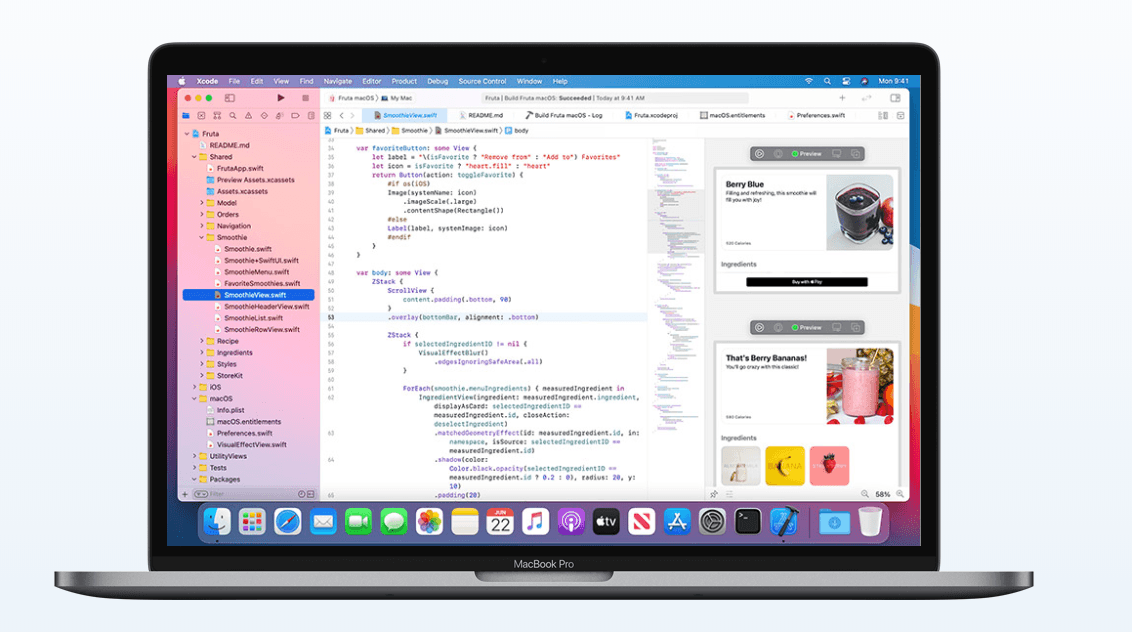 Xcode File Edit View Find Navigate Editor Product Debug Source Control Window Help Mon 9:41
Fruta macOS 〉 My Mac
Fruta | Build Fruta macOS: Succeeded | Today at 9:41 AM
SmoothieView.swift README.md Build Fruta macOS - Log Fruta.xcodeproj macOS.entitlements Preferences.swift
Fruta 〉 Shared 〉 Smoothie 〉 SmoothieView.swift 〉 body
Fruta
README.md
Shared
FrutaApp.swift
Preview Assets.xcassets
Assets.xcassets
Model
Orders
Navigation
Smoothie
Smoothie.swift
Smoothie+SwiftUI.swift
SmoothieMenu.swift
FavoriteSmoothies.swift
SmoothieView.swift
SmoothieHeaderView.swift
SmoothieList.swift
SmoothieRowView.swift
Recipe
Ingredients
Styles
StoreKit
iOS
macOS
Info.plist
macOS.entitlements
Preferences.swift
VisualEffectView.swift
UtilityViews
Tests
Packages
Filter
34 var favoriteButton: some View {
35 let label = "\(isFavorite ? "Remove from" : "Add to") Favorites"
36 let icon = isFavorite ? "heart.fill" : "heart"
37 return Button(action: toggleFavorite) {
38 #if os(iOS)
39 Image(systemName: icon)
40 .imageScale(.large)
41 .contentShape(Rectangle())
42 #else
43 Label(label, systemImage: icon)
44 #endif
45 }
46 }
47
48 var body: some View {
49 ZStack {
50 ScrollView {
51 content.padding(.bottom, 90)
52 }
53 .overlay(bottomBar, alignment: .bottom)
54
55 ZStack {
56 if selectedIngredientID != nil {
57 VisualEffectBlur()
58 .edgesIgnoringSafeArea(.all)
59 }
60
61 ForEach(smoothie.menuIngredients) { measuredIngredient in
62 IngredientView(ingredient: measuredIngredient.ingredient,
displayAsCard: selectedIngredientID ==
measuredIngredient.id, closeAction:
deselectIngredient)
63 .matchedGeometryEffect(id: measuredIngredient.id, in:
namespace, isSource: selectedIngredientID ==
measuredIngredient.id)
64 .shadow(color:
Color.black.opacity(selectedIngredientID ==
measuredIngredient.id ? 0.2 : 0), radius: 20, y:
10)
65 .padding(20)
Preview
Berry Blue
Filling and refreshing, this smoothie will
fill you with joy!
520 Calories
Ingredients
Buy with Pay
Preview
That's Berry Bananas!
You'll go crazy with this classic!
580 Calories
Ingredients
BANANA
58%
JUN
22
tv
MacBook Pro